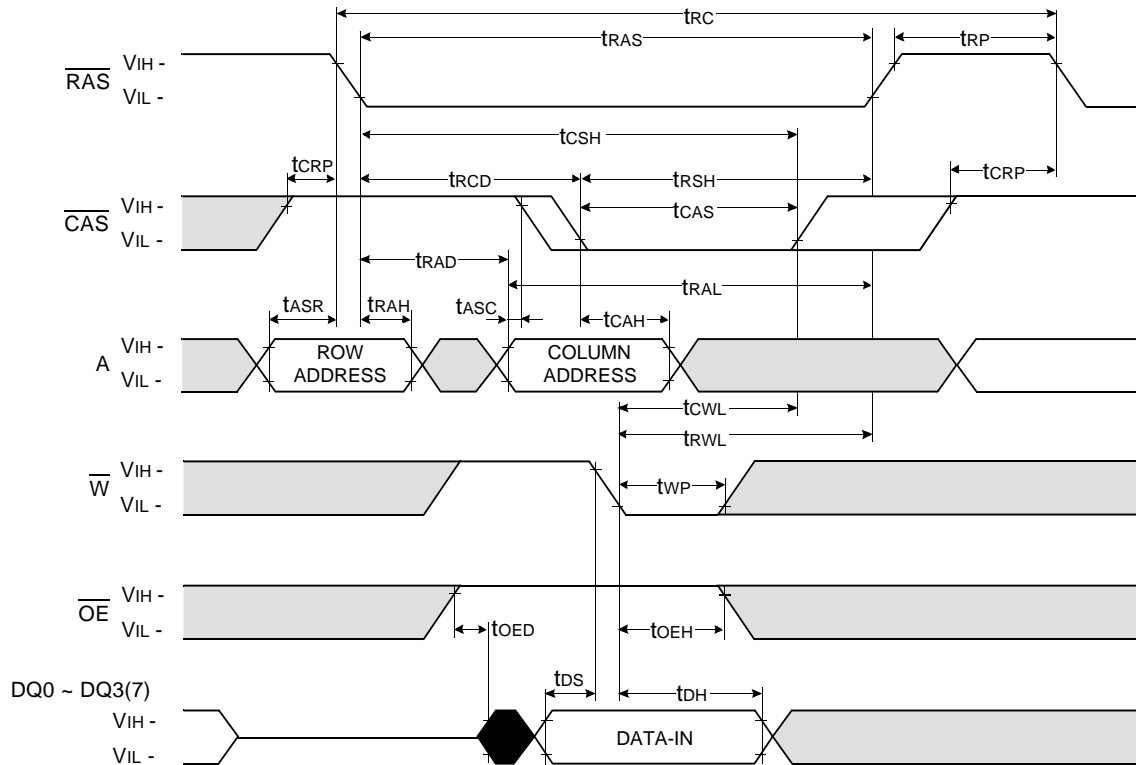 tRC
tRAS
tRP
RAS
VIH -
VIL -
tCSH
tCRP
tRCD
tRSH
tCRP
CAS
VIH -
VIL -
tCAS
tRAD
tRAL
tASR
tRAH
tASC
tCAH
A
VIH -
VIL -
ROW
ADDRESS
COLUMN
ADDRESS
tCWL
tRWL
W
VIH -
VIL -
tWP
OE
VIH -
VIL -
tOED
tOEH
DQ0 ~ DQ3(7)
tDS
tDH
VIH -
VIL -
DATA-IN